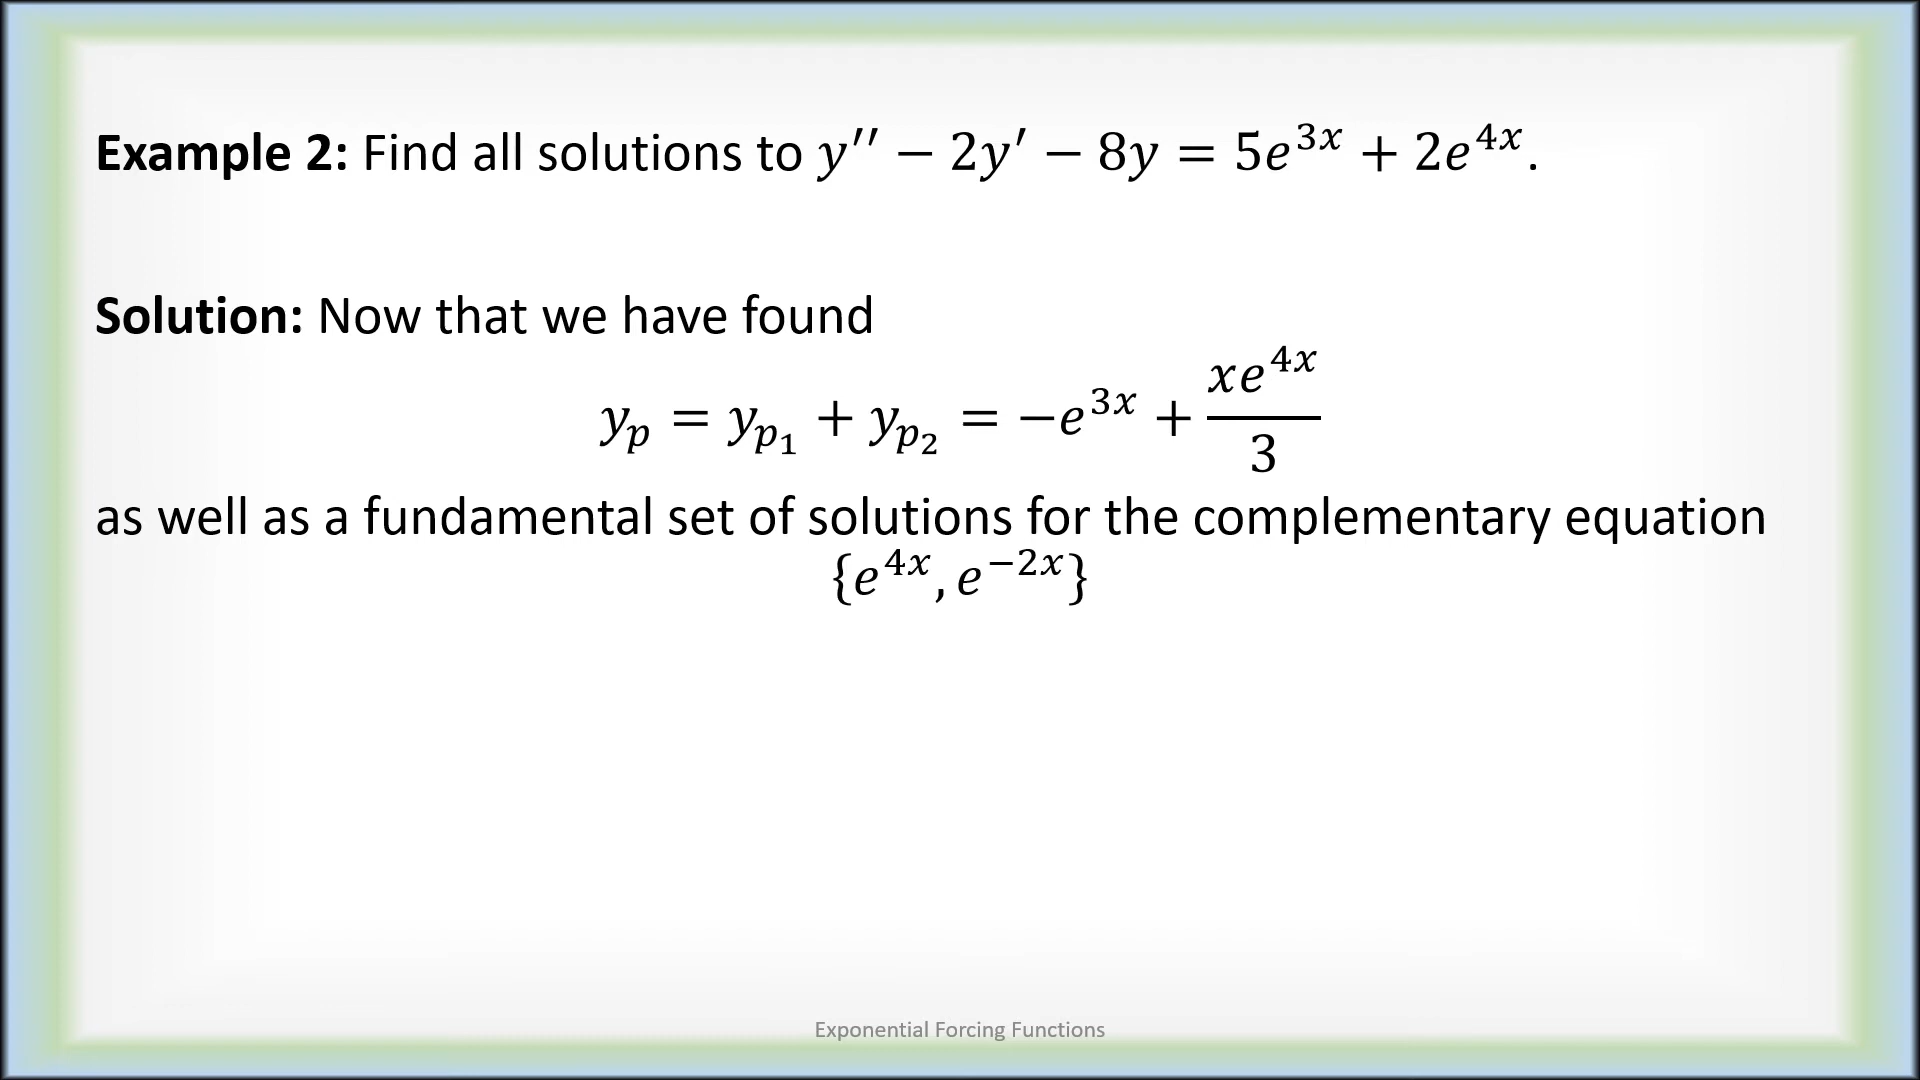 Example 2: Find all solutions to y′′ − 2y′ − 8y = 5e^{3x} + 2e^{4x}.
Solution: Now that we have found
y_p = y_{p_1} + y_{p_2} = −e^{3x} + \frac{xe^{4x}}{3}
as well as a fundamental set of solutions for the complementary equation
{e^{4x}, e^{−2x}}
Exponential Forcing Functions